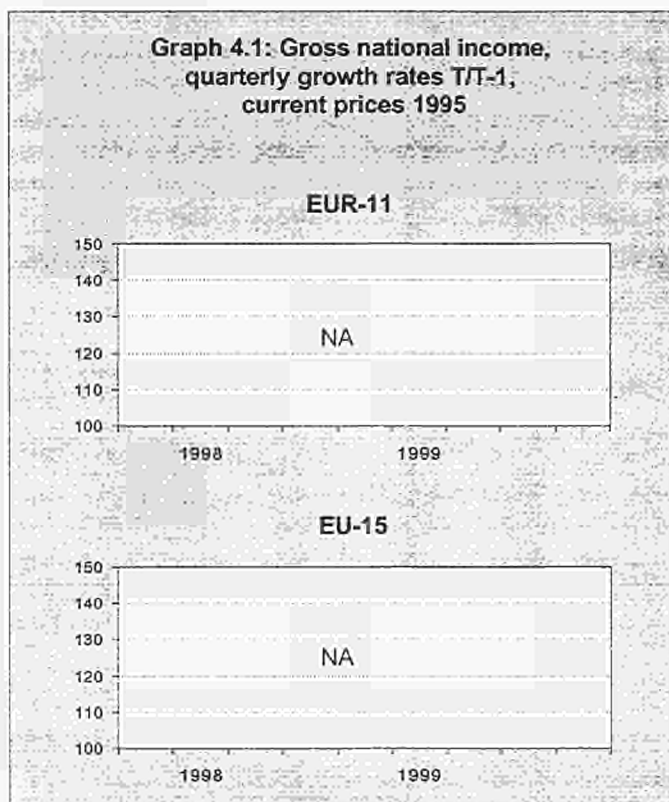 Graph 4.1: Gross national income,
quarterly growth rates T/T-1,
current prices 1995
EUR-11
150
140
130
NA
120
110
100
1998 1999
EU-15
150
140
130
NA
120
110
100
1998 1999